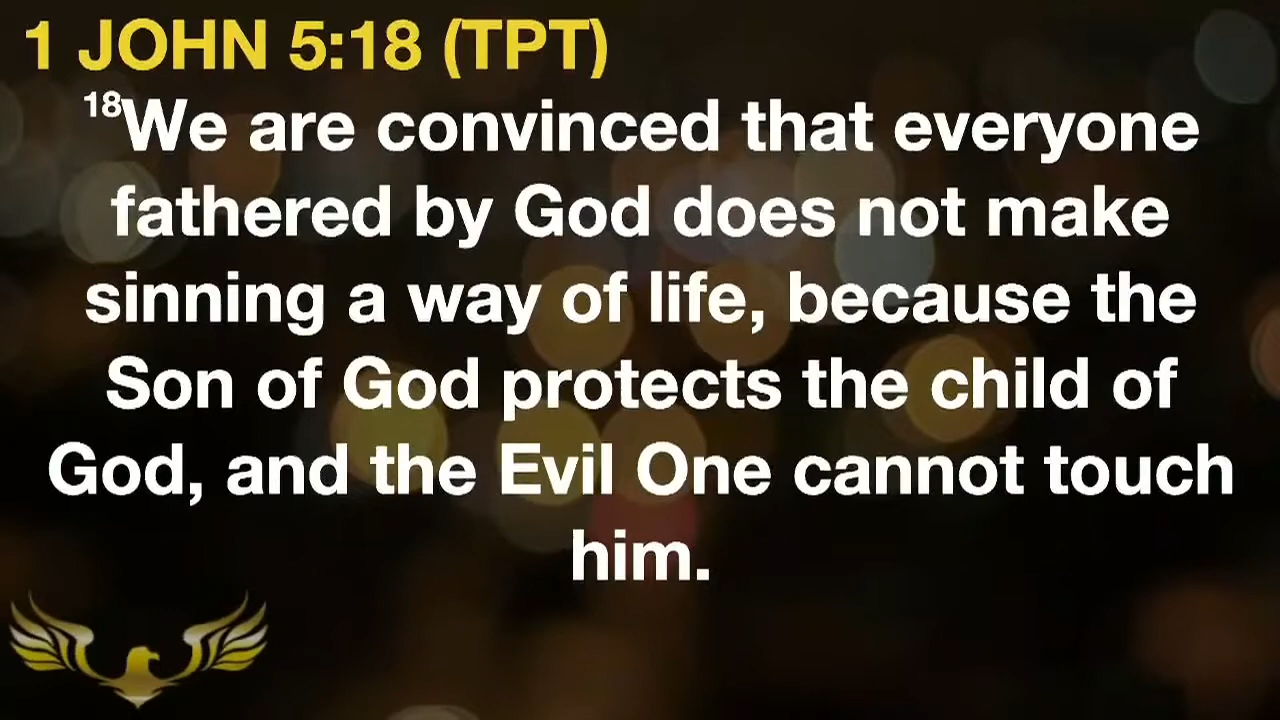 1 JOHN 5:18 (TPT)
18We are convinced that everyone
fathered by God does not make
sinning a way of life, because the
Son of God protects the child of
God, and the Evil One cannot touch
him.